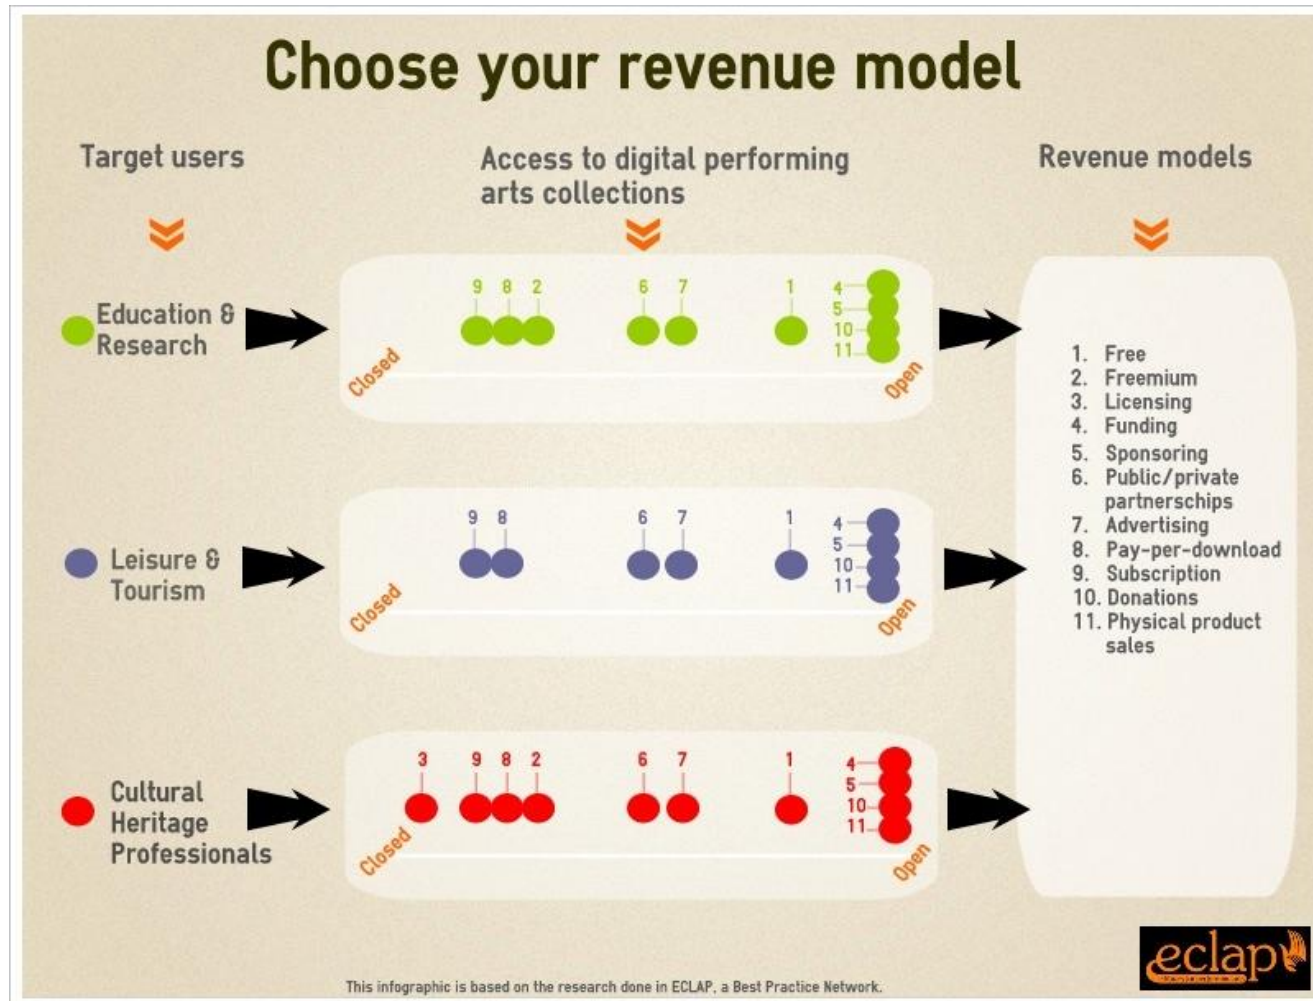 Choose your revenue model
Target users
Access to digital performing
arts collections
Revenue models
Education &
Research
9 8 2 6 7 1 4
5
10
11
Closed
Open
1. Free
2. Freemium
3. Licensing
4. Funding
5. Sponsoring
6. Public/private
partnerschips
7. Advertising
8. Pay-per-download
9. Subscription
10. Donations
11. Physical product
sales
Leisure &
Tourism
9 8 6 7 1 4
5
10
11
Closed
Open
Cultural
Heritage
Professionals
3 9 8 2 6 7 1 4
5
10
11
Closed
Open
eclap
This infographic is based on the research done in ECLAP, a Best Practice Network.